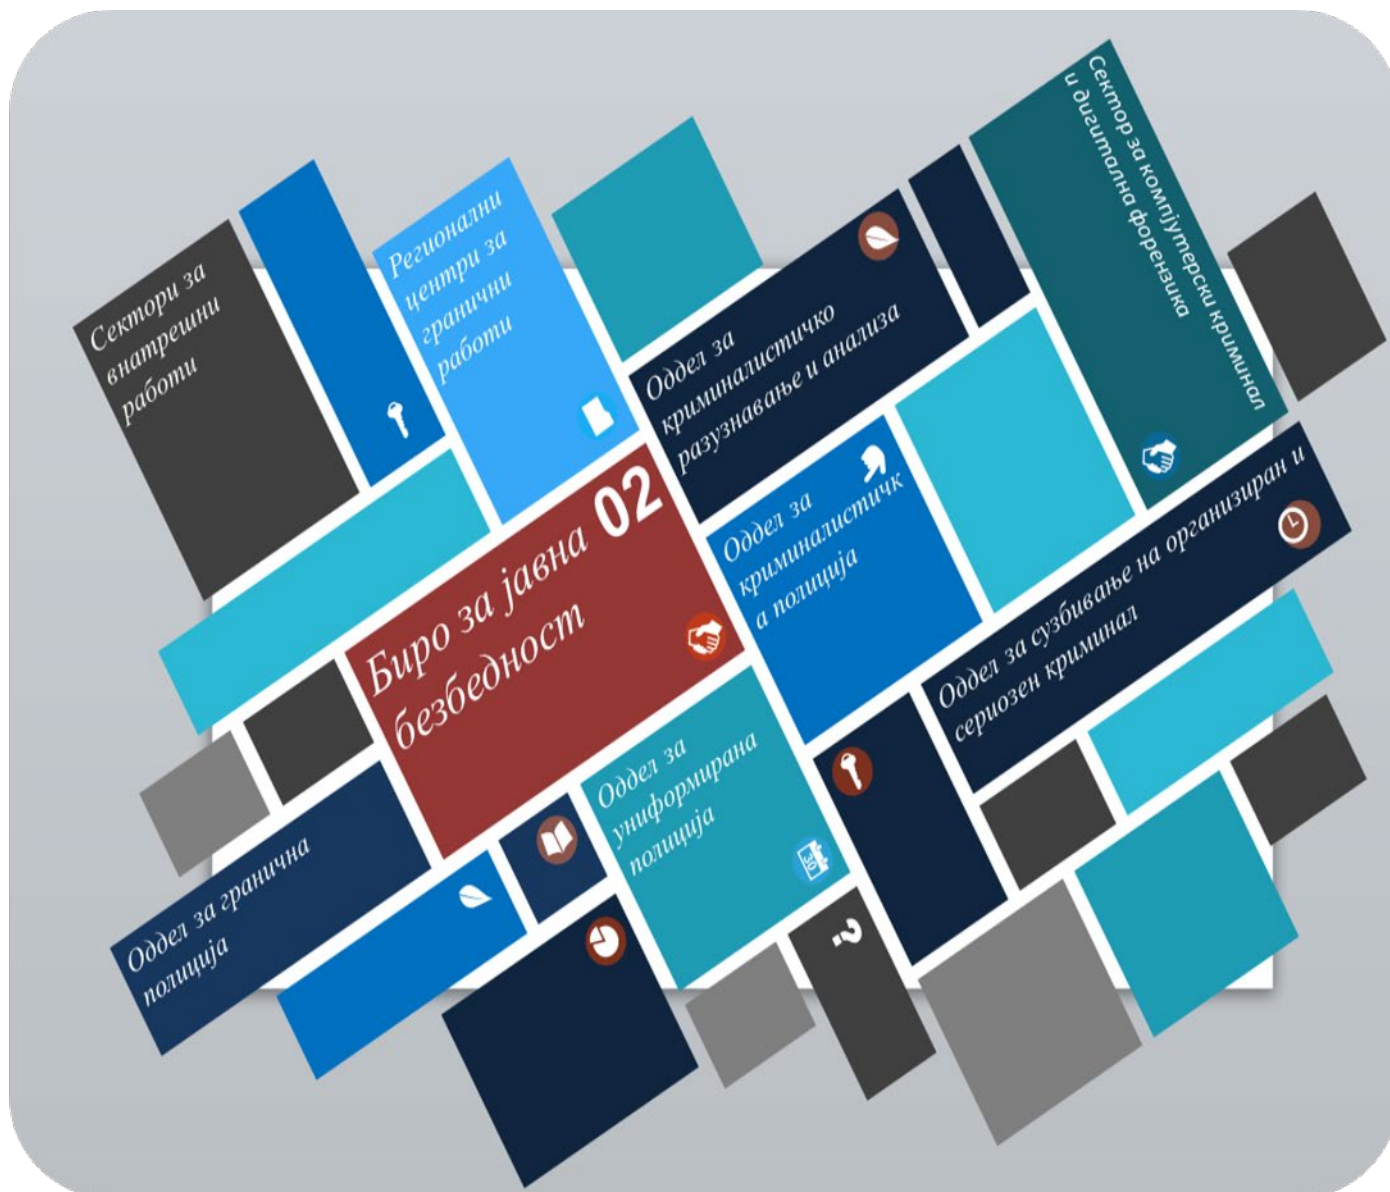 Сектори за
внатрешни
работи
Регионални
центри за
гранични
работи
Оддел за
криминалистичко
разузнавање и анализа
Сектор за компјутерски криминал
и дигитална форензика
02
Биро за јавна
безбедност
Оддел за
криминалистичк
а полиција
Оддел за сузбивање на организиран и
сериозен криминал
Оддел за
униформирана
полиција
30
Оддел за гранична
полиција
?